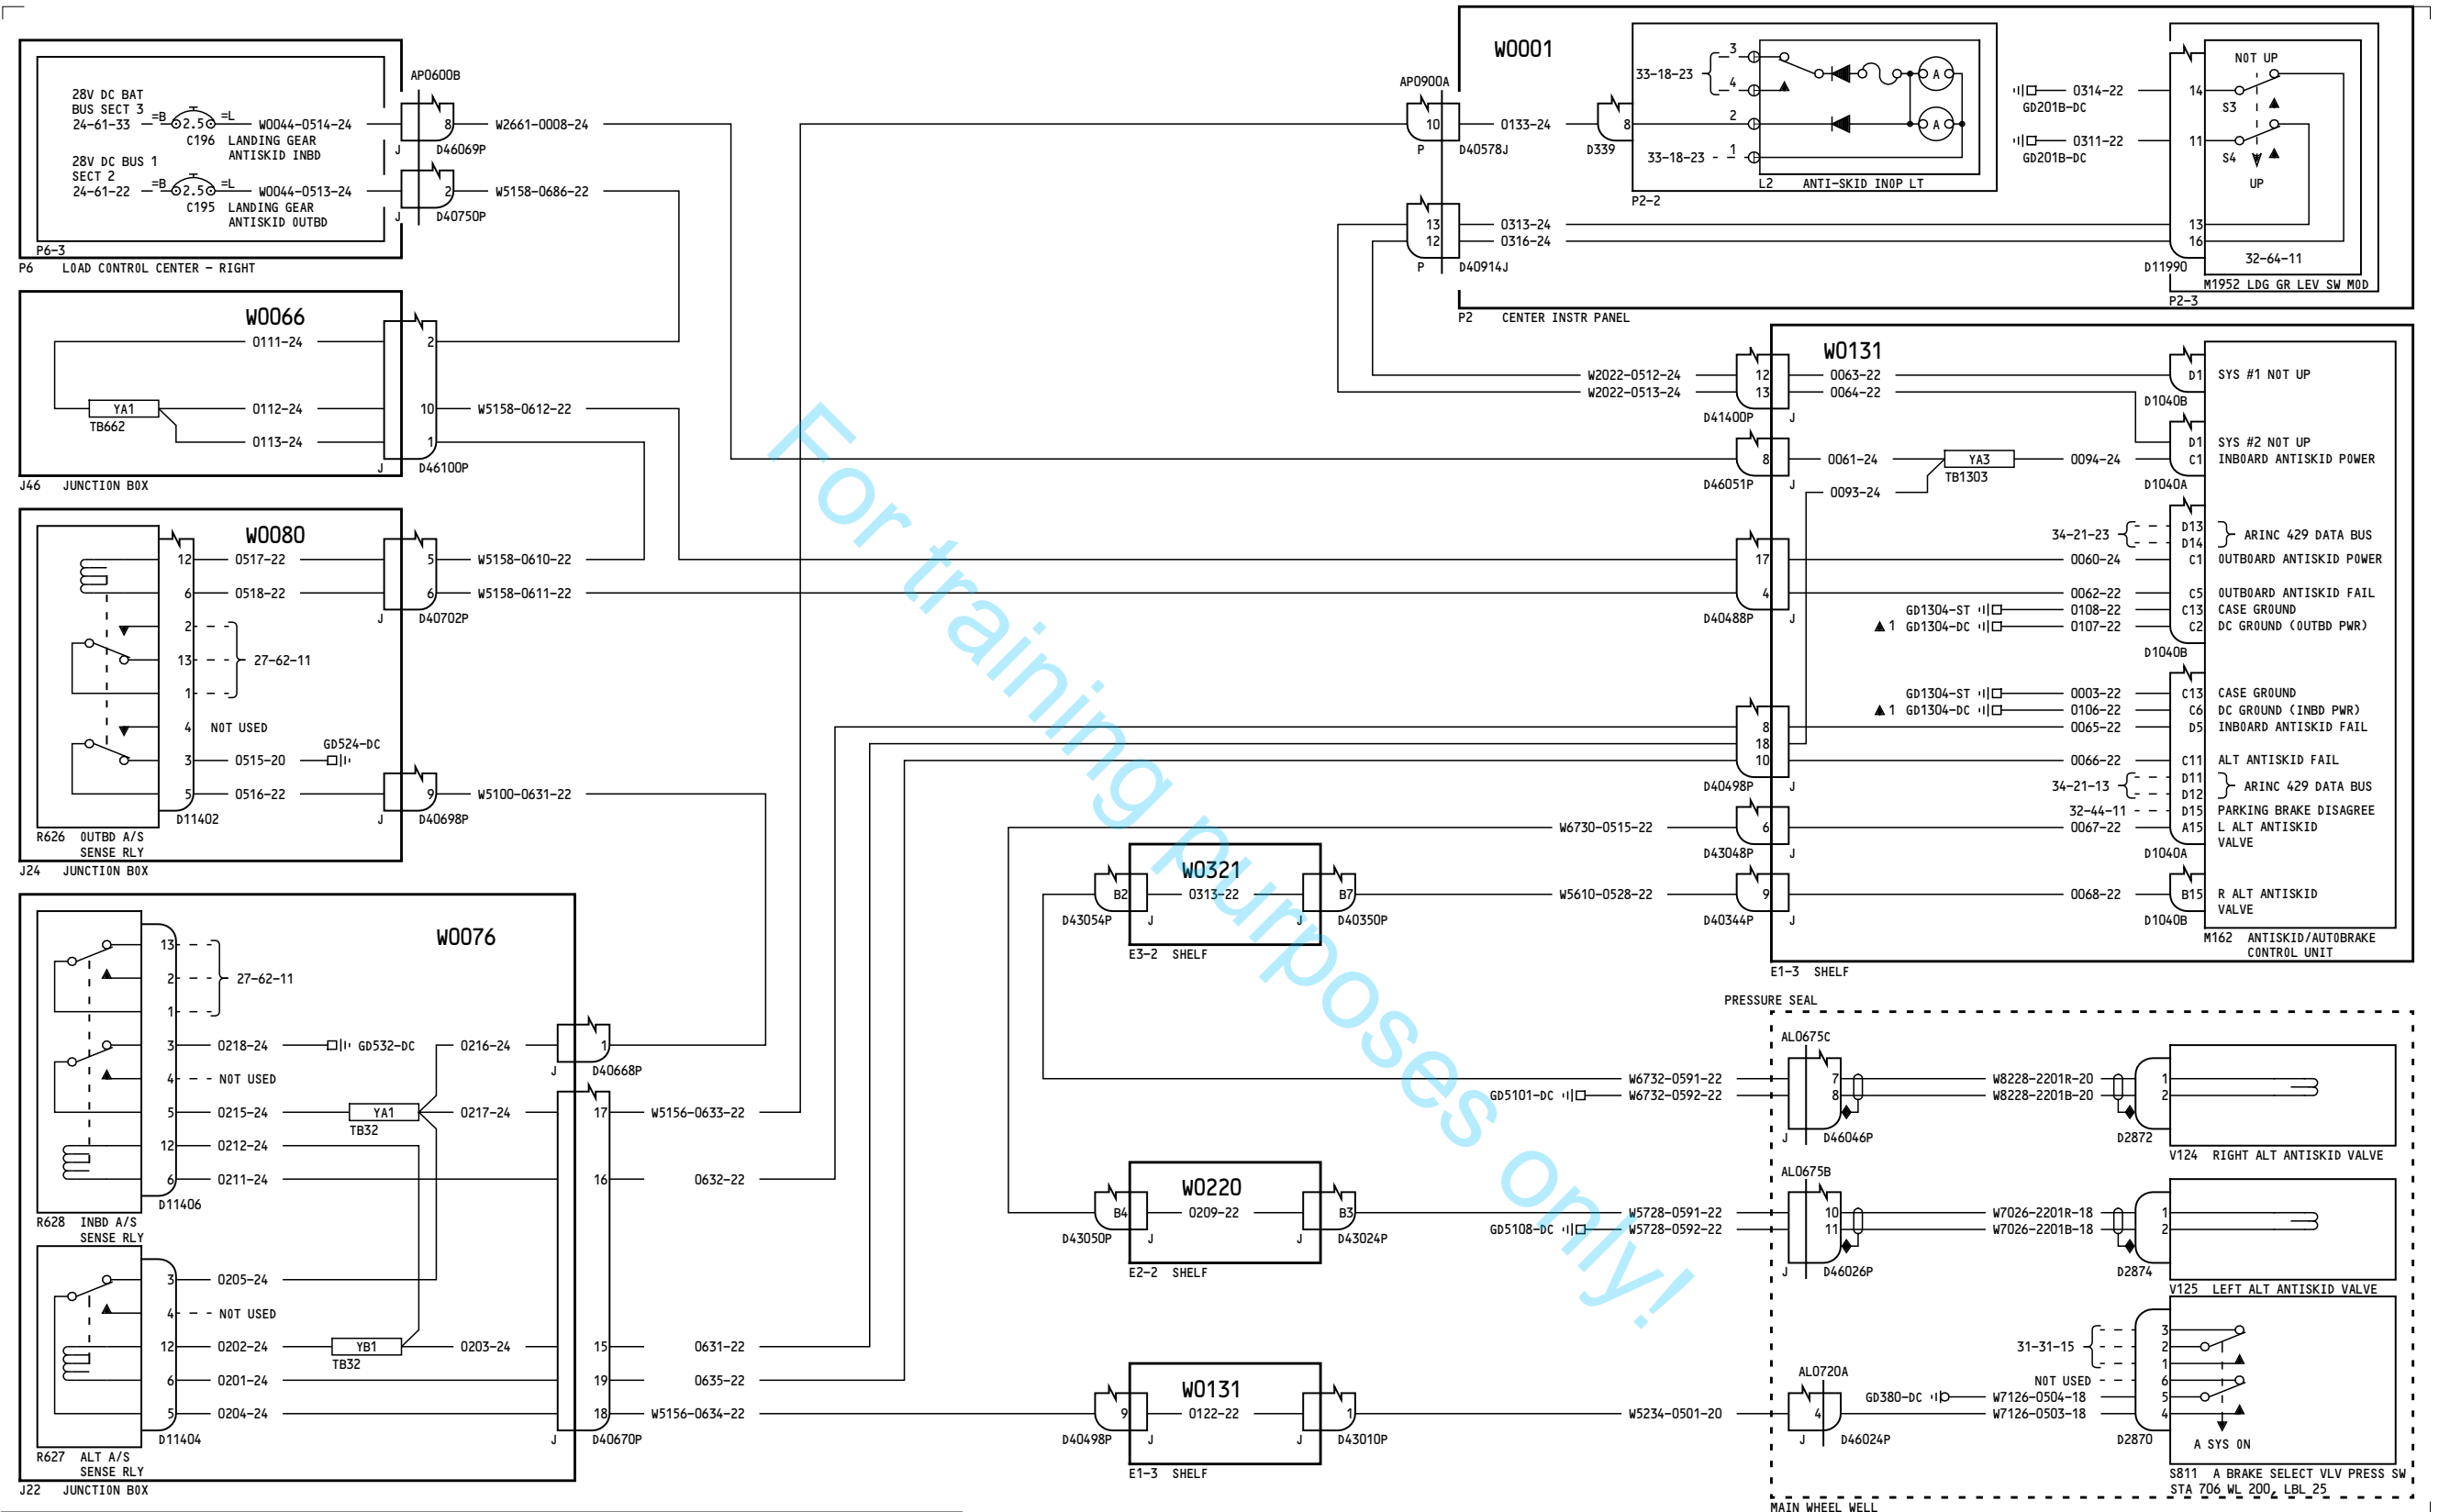 28V DC BAT
BUS SECT 3
24-61-33 =B 2.5 =L W0044-0514-24
C196 LANDING GEAR
ANTISKID INBD
28V DC BUS 1
SECT 2
24-61-22 =B 2.5 =L W0044-0513-24
C195 LANDING GEAR
ANTISKID OUTBD
P6-3
P6 LOAD CONTROL CENTER - RIGHT
AP0600B
8 W2661-0008-24
J D46069P
2 W5158-0686-22
J D40750P
W0066
0111-24 2
YA1 0112-24 10 W5158-0612-22
TB662
0113-24 1
J D46100P
J46 JUNCTION BOX
W0080
12 0517-22 5 W5158-0610-22
6 0518-22 6 W5158-0611-22
J D40702P
2
13 27-62-11
1
4 NOT USED
GD524-DC
3 0515-20
5 0516-22 9 W5100-0631-22
D11402 J D40698P
R626 OUTBD A/S
SENSE RLY
J24 JUNCTION BOX
W0076
13
2 27-62-11
1
3 0218-24 GD532-DC 0216-24 1
J D40668P
4 NOT USED
5 0215-24 YA1 0217-24 17 W5156-0633-22
TB32
12 0212-24
6 0211-24 16 0632-22
D11406
R628 INBD A/S
SENSE RLY
3 0205-24
4 NOT USED
12 0202-24 YB1 0203-24 15 0631-22
TB32
6 0201-24 19 0635-22
5 0204-24 18 W5156-0634-22
D11404 J D40670P
R627 ALT A/S
SENSE RLY
J22 JUNCTION BOX
W0001
AP0900A
10 0133-24 8
P D40578J D339
33-18-23 3
4
2
33-18-23 1
A
A
L2 ANTI-SKID INOP LT
P2-2
13 0313-24 13
12 0316-24 16
P D40914J
0314-22 14
GD201B-DC
0311-22 11
GD201B-DC
NOT UP
S3
S4
UP
D11990 32-64-11
M1952 LDG GR LEV SW MOD
P2-3
P2 CENTER INSTR PANEL
W0131
W2022-0512-24 12 0063-22 D1 SYS #1 NOT UP
W2022-0513-24 13 0064-22 D1040B
D41400P J
D1 SYS #2 NOT UP
8 0061-24 YA3 0094-24 C1 INBOARD ANTISKID POWER
D46051P J TB1303 D1040A
0093-24
34-21-23 D13
D14 ARINC 429 DATA BUS
17 0060-24 C1 OUTBOARD ANTISKID POWER
4 0062-22 C5 OUTBOARD ANTISKID FAIL
D40488P J GD1304-ST 0108-22 C13 CASE GROUND
1 GD1304-DC 0107-22 C2 DC GROUND (OUTBD PWR)
D1040B
GD1304-ST 0003-22 C13 CASE GROUND
1 GD1304-DC 0106-22 C6 DC GROUND (INBD PWR)
8 0065-22 D5 INBOARD ANTISKID FAIL
18
10 0066-22 C11 ALT ANTISKID FAIL
D40498P J
34-21-13 D11
D12 ARINC 429 DATA BUS
32-44-11 D15 PARKING BRAKE DISAGREE
W6730-0515-22 6 0067-22 A15 L ALT ANTISKID
VALVE
D43048P J D1040A
W0321
B2 0313-22 B7 W5610-0528-22 9 0068-22 B15 R ALT ANTISKID
VALVE
D43054P J J D40350P D40344P J D1040B
E3-2 SHELF
M162 ANTISKID/AUTOBRAKE
CONTROL UNIT
E1-3 SHELF
PRESSURE SEAL
AL0675C
W6732-0591-22 7 W8228-2201R-20 1
GD5101-DC W6732-0592-22 8 W8228-2201B-20 2
J D46046P D2872
V124 RIGHT ALT ANTISKID VALVE
AL0675B
W0220
B4 0209-22 B3 W5728-0591-22 10 W7026-2201R-18 1
GD5108-DC W5728-0592-22 11 W7026-2201B-18 2
D43050P J J D43024P J D46026P D2874
E2-2 SHELF
V125 LEFT ALT ANTISKID VALVE
3
31-31-15 2
1
AL0720A NOT USED 6
GD380-DC W7126-0504-18 5
W0131
9 0122-22 1 W5234-0501-20 4 W7126-0503-18 4
D40498P J J D43010P J D46024P D2870
E1-3 SHELF
A SYS ON
S811 A BRAKE SELECT VLV PRESS SW
STA 706 WL 200, LBL 25
MAIN WHEEL WELL
For training purposes only!